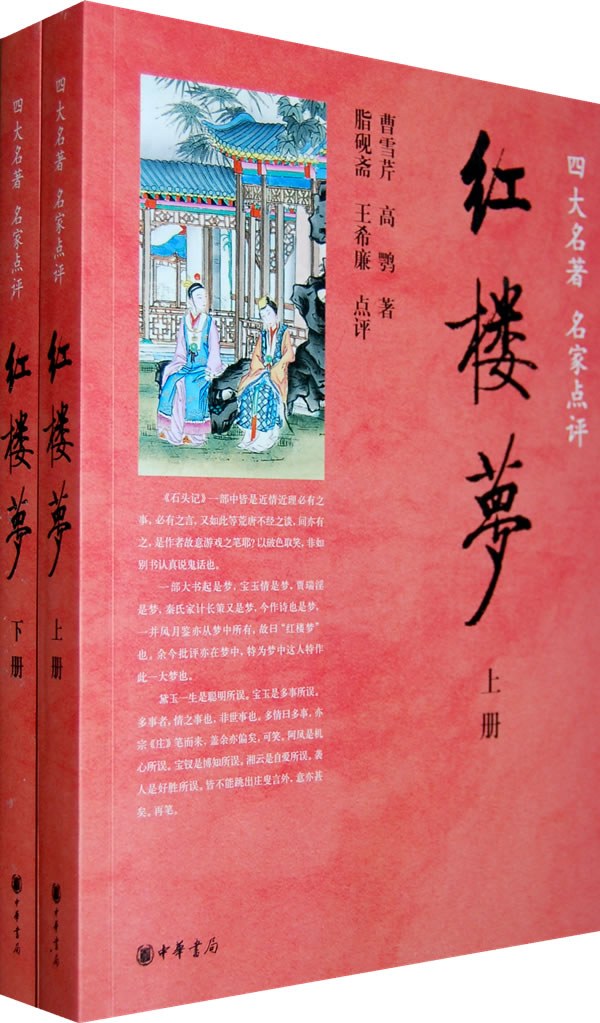 四大名著 名家点评
红楼梦
下册
中華書局
四大名著 名家点评
红楼梦
上册
中華書局
四大名著 名家点评
红楼梦
上册
曹雪芹 高鹗 著
脂砚斋 王希廉 点评
《石头记》一部中皆是近情近理必有之
事,必有之言,又如此等荒唐不经之谈,间亦有
之,是作者故意游戏之笔耶?以破色取笑,非如
别书认真说鬼话也。
一部大书起是梦,宝玉情是梦,贾瑞淫
是梦,秦氏家计长策又是梦,今作诗也是梦,
一并风月鉴亦从梦中所有,故曰“红楼梦”
也。余今批评亦在梦中,特为梦中之人特作
此一大梦也。
黛玉一生是聪明所误。宝玉是多事所误。
多事者,情之事也,非世事也。多情曰多事,亦
宗《庄》笔而来,盖余亦偏矣,可笑。阿凤是机
心所误。宝钗是博知所误。湘云是自爱所误。袭
人是好胜所误。皆不能跳出庄叟言外,悲亦甚
矣。再笔。
中華書局